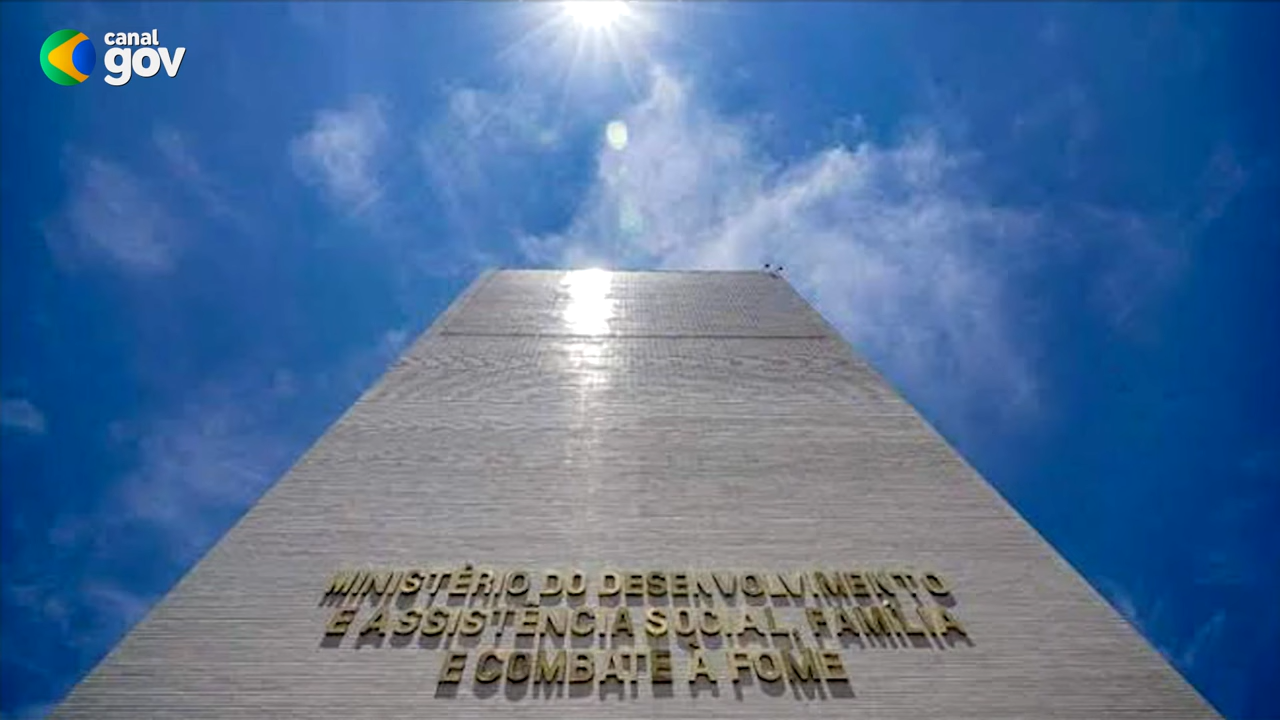 canal
gov
MINISTÉRIO DO DESENVOLVIMENTO
E ASSISTÊNCIA SOCIAL, FAMÍLIA
E COMBATE À FOME